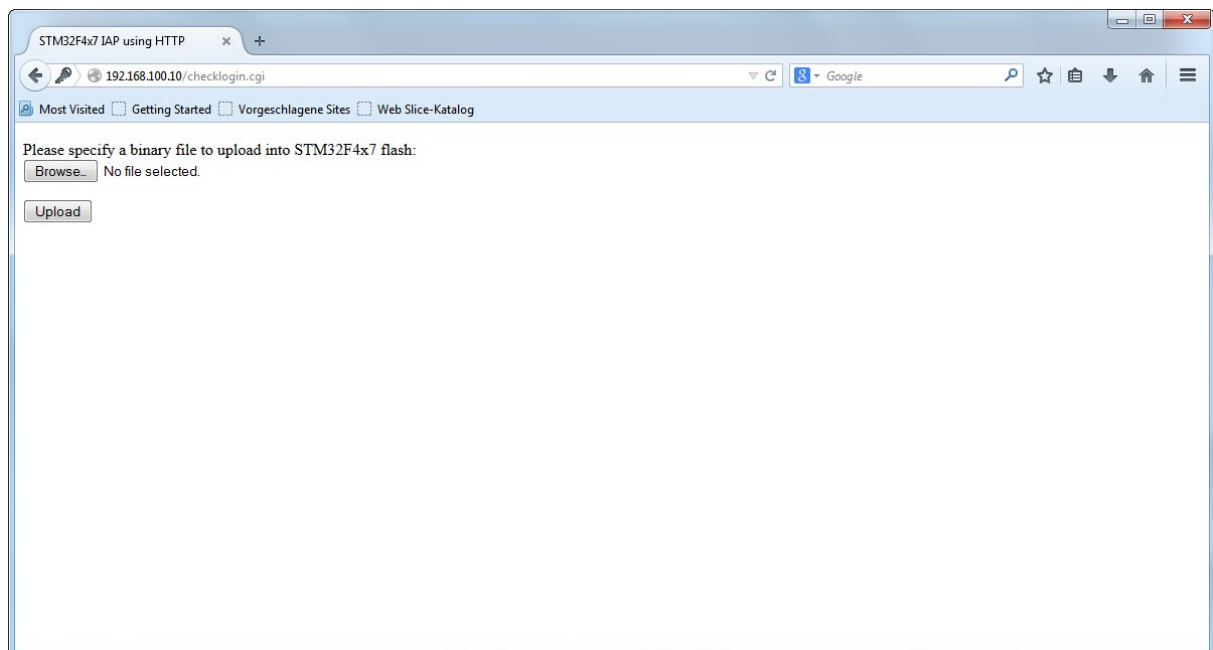 STM32F4x7 IAP using HTTP
192.168.100.10/checklogin.cgi
8 Google
Most Visited Getting Started Vorgeschlagene Sites Web Slice-Katalog
Please specify a binary file to upload into STM32F4x7 flash:
Browse... No file selected.
Upload